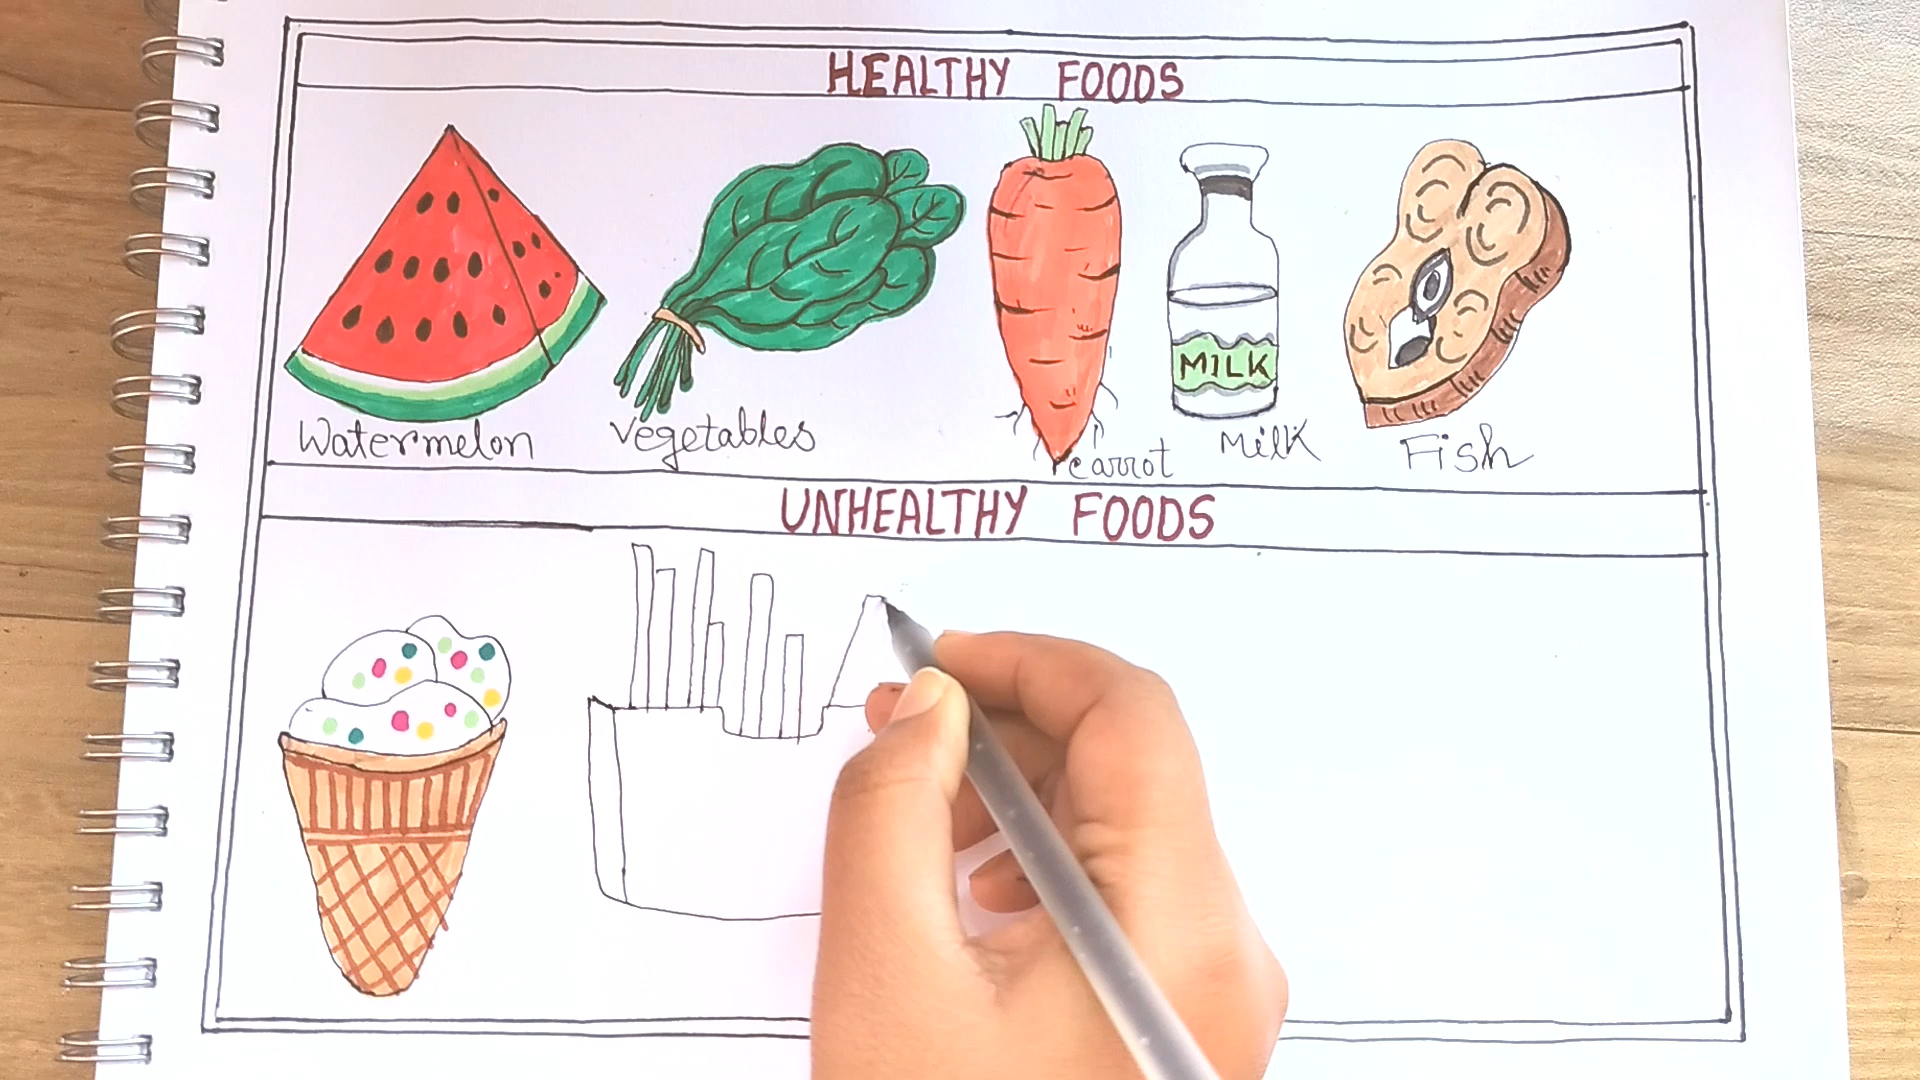 HEALTHY FOODS
MILK
Watermelon
Vegetables
carrot
Milk
Fish
UNHEALTHY FOODS